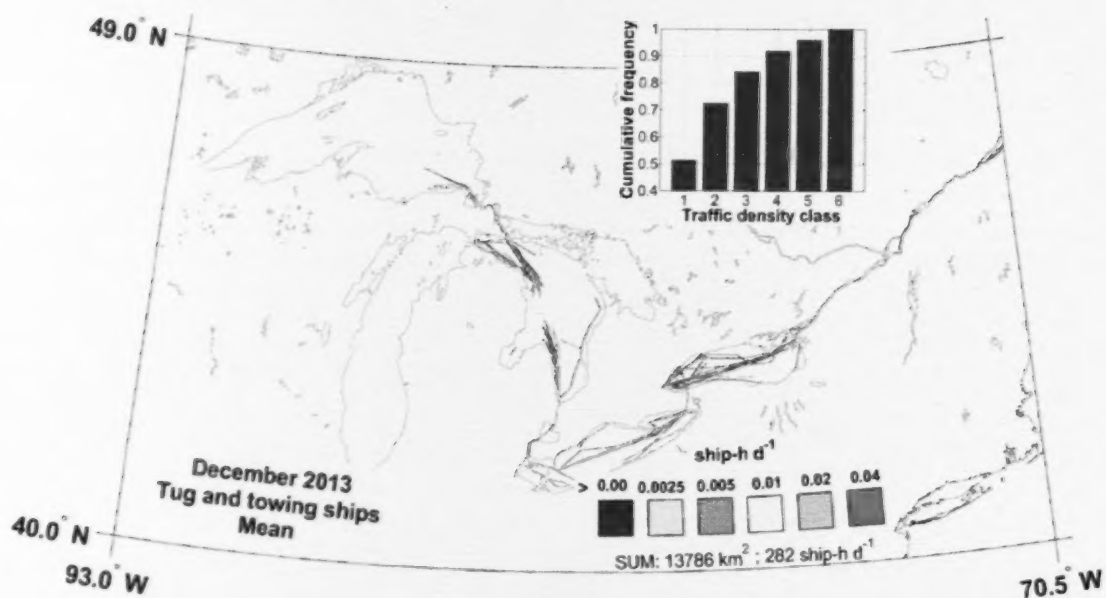 49.0° N
Cumulative frequency
1
0.9
0.8
0.7
0.6
0.5
0.4
1 2 3 4 5 6
Traffic density class
December 2013
Tug and towing ships
Mean
ship-h d⁻¹
> 0.00 0.0025 0.005 0.01 0.02 0.04
SUM: 13786 km² ; 282 ship-h d⁻¹
40.0° N
93.0° W
70.5° W